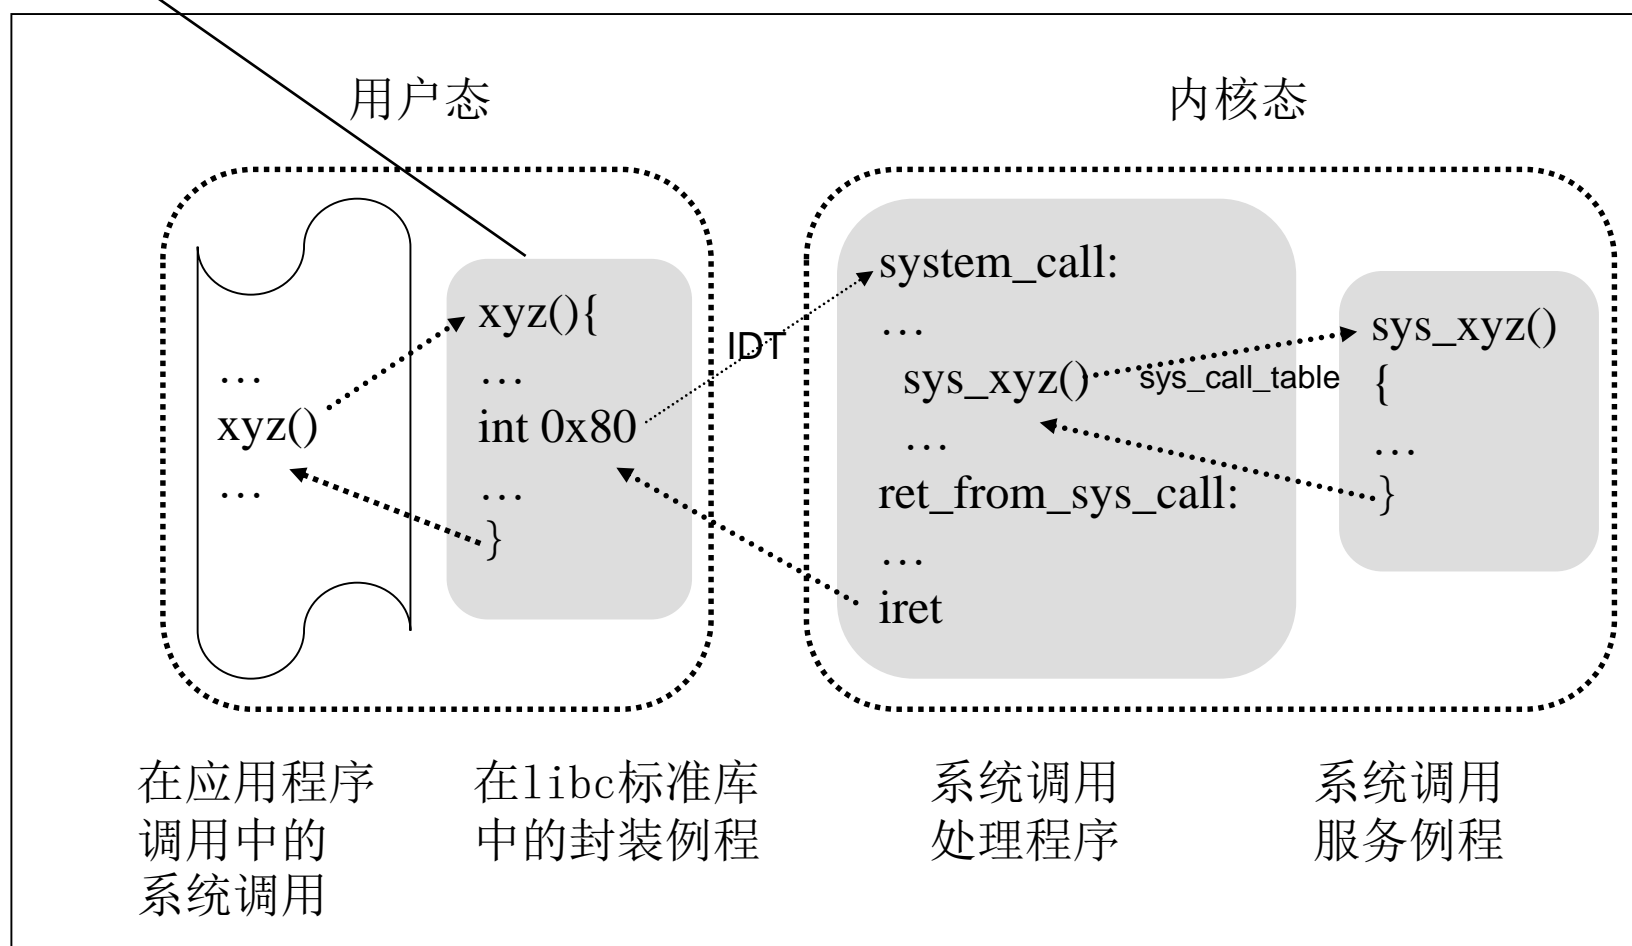 用户态
内核态
…
xyz()
…
xyz(){
…
int 0x80
…
}
IDT
system_call:
…
sys_xyz()
…
ret_from_sys_call:
…
iret
sys_call_table
sys_xyz()
{
…
}
在应用程序
调用中的
系统调用
在libc标准库
中的封装例程
系统调用
处理程序
系统调用
服务例程